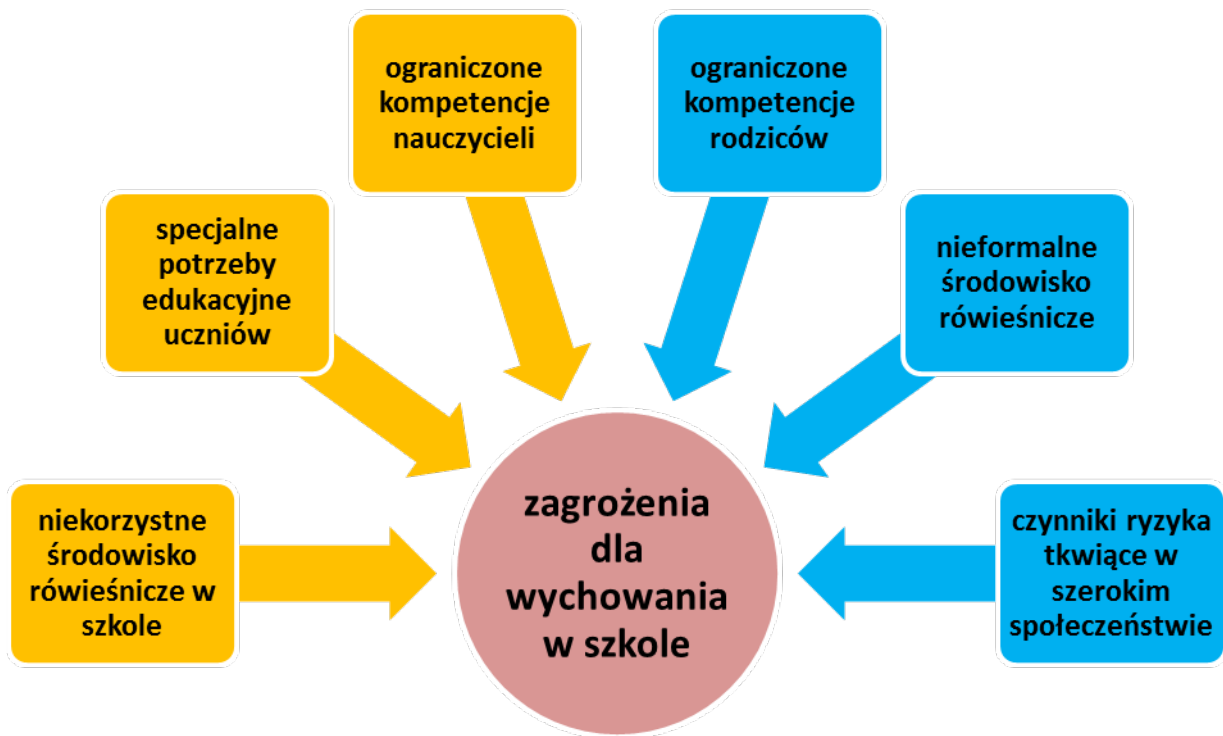 ograniczone
kompetencje
nauczycieli
ograniczone
kompetencje
rodziców
specjalne
potrzeby
edukacyjne
uczniów
nieformalne
środowisko
rówieśnicze
niekorzystne
środowisko
rówieśnicze w
szkole
zagrożenia
dla
wychowania
w szkole
czynniki ryzyka
tkwiące w
szerokim
społeczeństwie